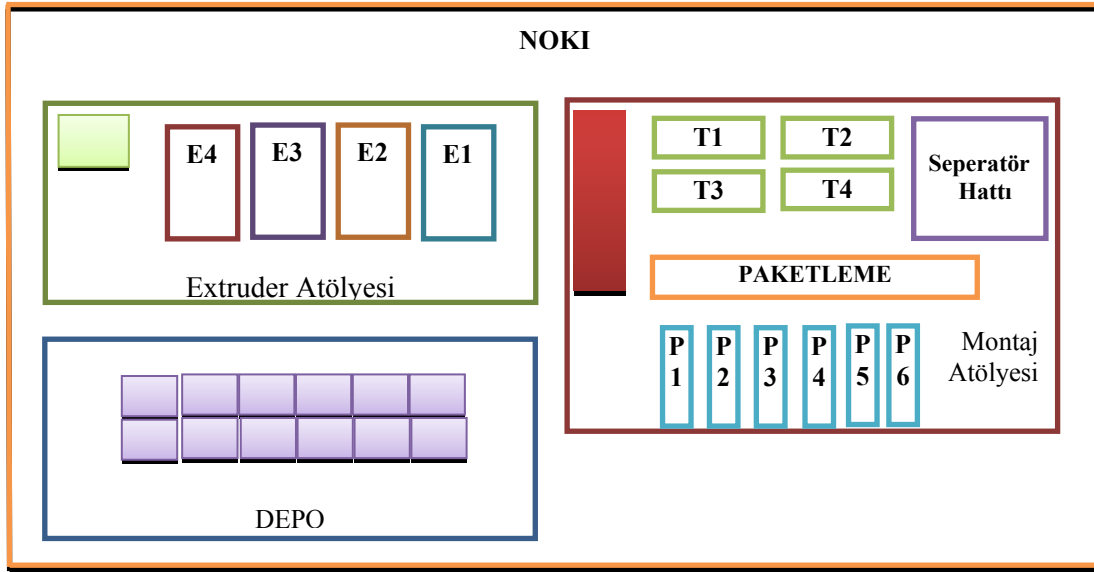 NOKI
E4
E3
E2
E1
Extruder Atölyesi
T1
T2
T3
T4
Seperatör
Hattı
PAKETLEME
P
1
P
2
P
3
P
4
P
5
P
6
Montaj
Atölyesi
DEPO